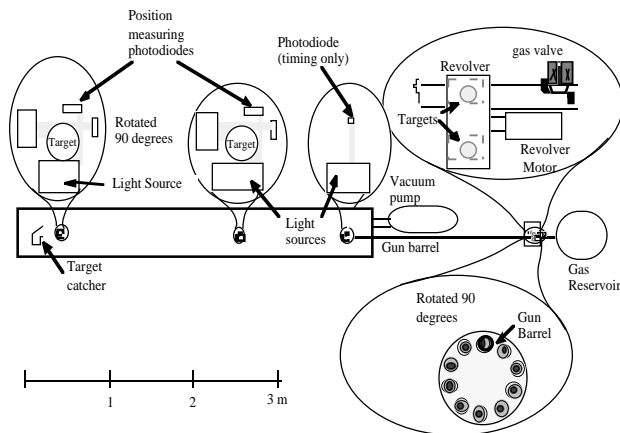 Position
measuring
photodiodes
Photodiode
(timing only)
Revolver
gas valve
Targets
Revolver
Motor
Rotated
90 degrees
Target
Target
Light Source
Light
sources
Vacuum
pump
Gun barrel
Target
catcher
Gas
Reservoir
Rotated 90
degrees
Gun
Barrel
1
2
3 m